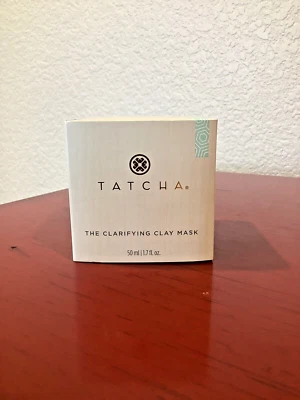 TATCHA®
THE CLARIFYING CLAY MASK
50 ml | 1.7 fl. oz.